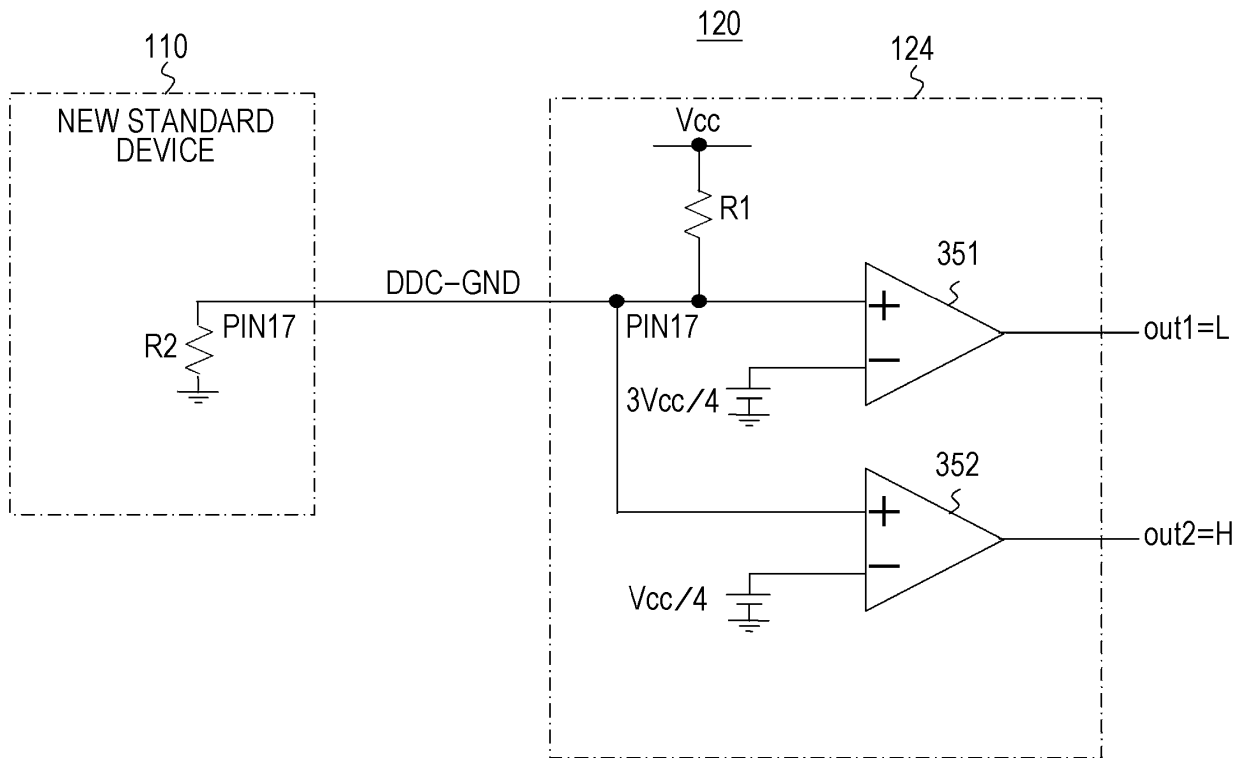 120
110
124
NEW STANDARD
DEVICE
Vcc
R1
351
DDC-GND
+
PIN17
PIN17
R2
−
out1=L
3Vcc/4
352
+
out2=H
−
Vcc/4